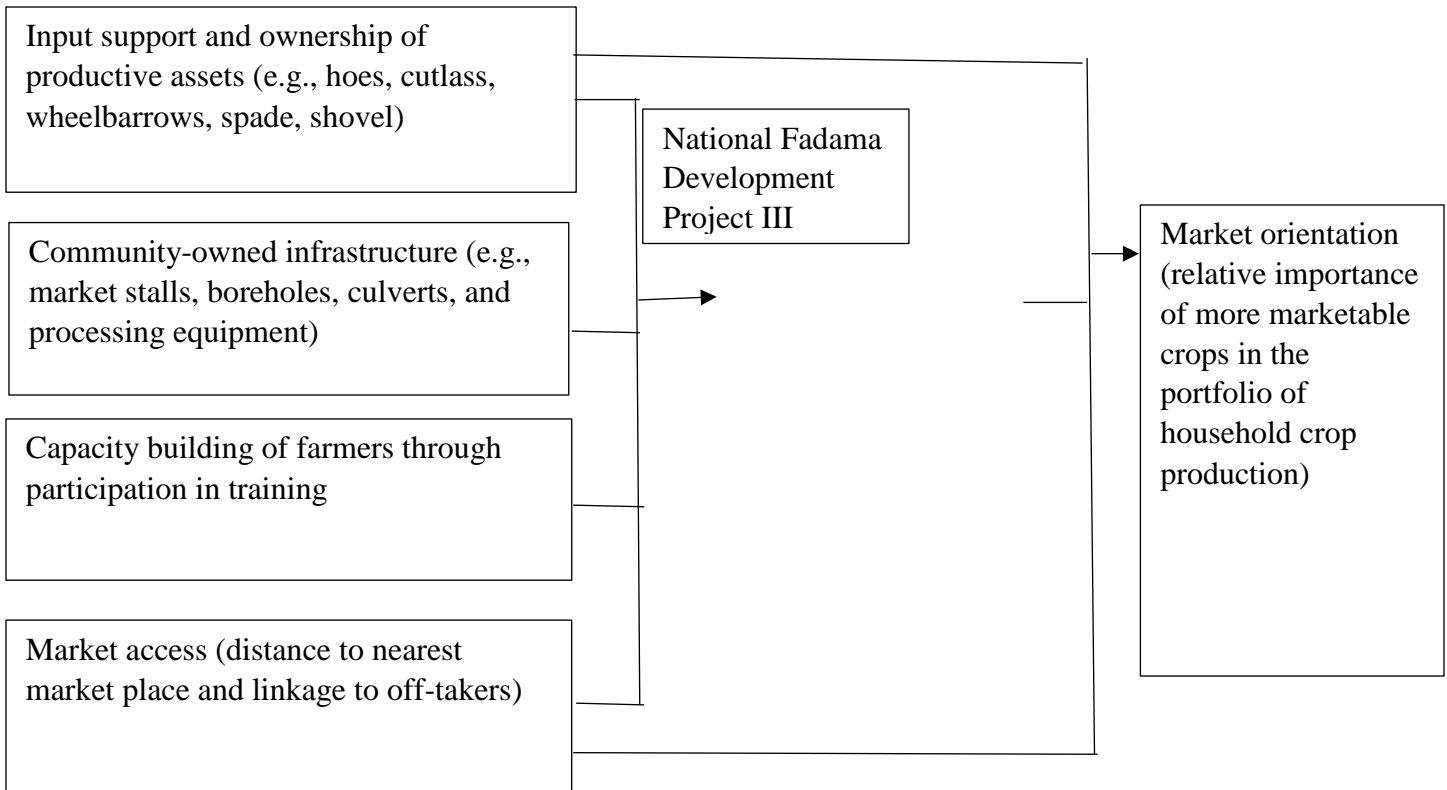 Input support and ownership of
productive assets (e.g., hoes, cutlass,
wheelbarrows, spade, shovel)
National Fadama
Development
Project III
Community-owned infrastructure (e.g.,
market stalls, boreholes, culverts, and
processing equipment)
Capacity building of farmers through
participation in training
Market access (distance to nearest
market place and linkage to off-takers)
Market orientation
(relative importance
of more marketable
crops in the
portfolio of
household crop
production)